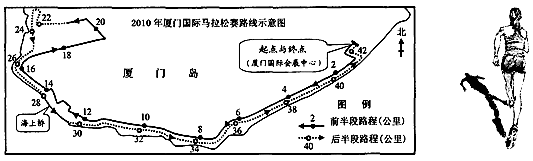 2010年厦门国际马拉松赛路线示意图
22
24
20
18
26
16
14
28
海上桥
12
30
10
32
8
34
6
36
4
38
2
40
42
厦门岛
起点与终点
(厦门国际会展中心)
北
图例
2 前半段路程(公里)
40 后半段路程(公里)